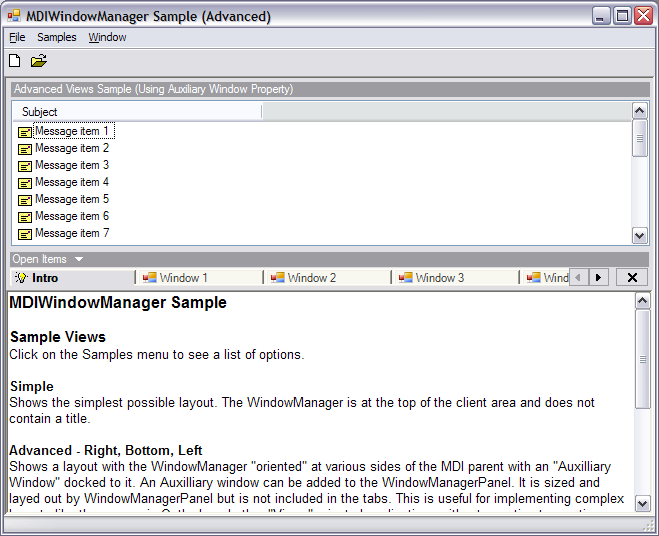 MDIWindowManager Sample (Advanced)
File Samples Window
Advanced Views Sample (Using Auxiliary Window Property)
Subject
Message item 1
Message item 2
Message item 3
Message item 4
Message item 5
Message item 6
Message item 7
Open Items
Intro Window 1 Window 2 Window 3 Wind
MDIWindowManager Sample
Sample Views
Click on the Samples menu to see a list of options.
Simple
Shows the simplest possible layout. The WindowManager is at the top of the client area and does not
contain a title.
Advanced - Right, Bottom, Left
Shows a layout with the WindowManager "oriented" at various sides of the MDI parent with an "Auxilliary
Window" docked to it. An Auxilliary window can be added to the WindowManagerPanel. It is sized and
layed out by WindowManagerPanel but is not included in the tabs. This is useful for implementing complex